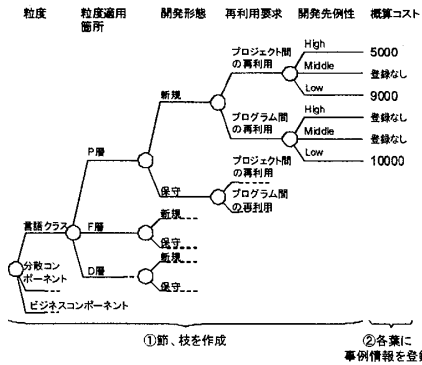 粒度
粒度適用
箇所
開発形態
再利用要求
開発先例性
概算コスト
プロジェクト間
の再利用
High
5000
Middle
登録なし
Low
9000
新規
プログラム間
の再利用
High
登録なし
Middle
登録なし
Low
10000
P層
プロジェクト間
の再利用
保守
プログラム間
の再利用
言語クラス
F層
新規
保守
分散コン
ポーネント
D層
新規
保守
ビジネスコンポーネント
①節、枝を作成
②各葉に
事例情報を登録